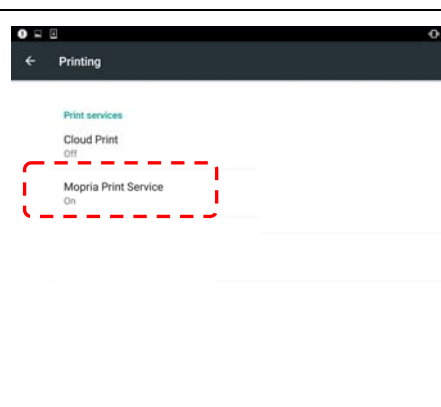 Printing
Print services
Cloud Print
Off
Mopria Print Service
On